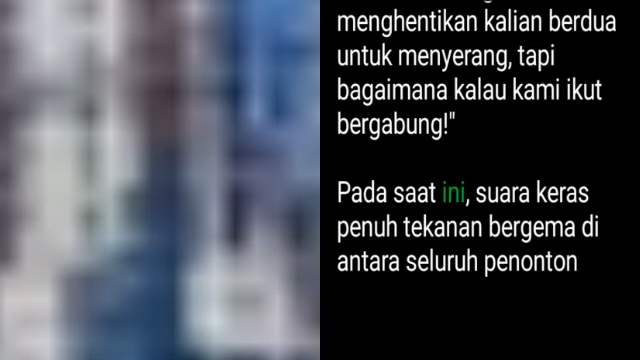 menghentikan kalian berdua
untuk menyerang, tapi
bagaimana kalau kami ikut
bergabung!"
Pada saat ini, suara keras
penuh tekanan bergema di
antara seluruh penonton